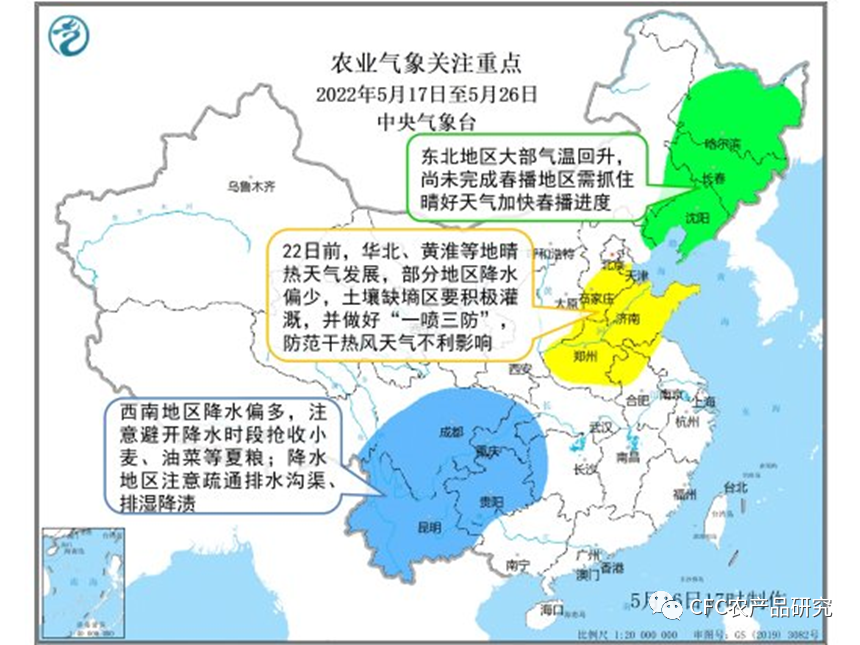 农业气象关注重点
2022年5月17日至5月26日
中央气象台
东北地区大部气温回升，
尚未完成春播地区需抓住
晴好天气加快春播进度
哈尔滨
长春
沈阳
乌鲁木齐
22日前，华北、黄淮等地晴
热天气发展，部分地区降水
偏少，土壤缺墒区要积极灌
溉，并做好“一喷三防”，
防范干热风天气不利影响
呼和浩特
北京
天津
渤
海
黄
海
太原
石家庄
济南
郑州
西安
西南地区降水偏多，注
意避开降水时段抢收小
麦、油菜等夏粮；降水
地区注意疏通排水沟渠、
排湿降渍
成都
重庆
贵阳
昆明
合肥
南京
上海
杭州
武汉
长沙
南昌
东
海
福州
台北
台湾岛
南宁
广州
香港
澳门
海口
海南岛
南海
5月16日17时制作
CFC农产品研究
比例尺 1:20 000 000 审图号：GS (2019) 3082号